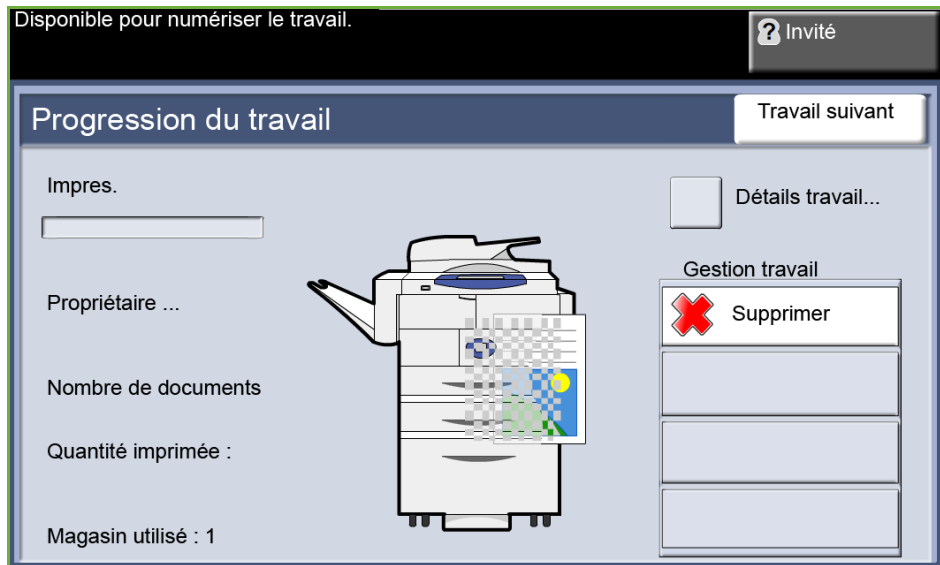 Disponible pour numériser le travail.
? Invité
Progression du travail
Travail suivant
Impres.
Détails travail...
Gestion travail
Propriétaire ...
Supprimer
Nombre de documents
Quantité imprimée :
Magasin utilisé : 1